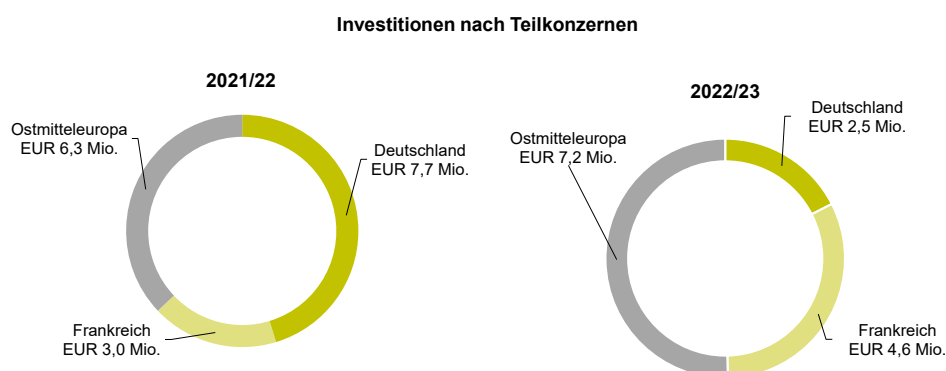 Investitionen nach Teilkonzernen
2021/22
Ostmitteleuropa
EUR 6,3 Mio.
Deutschland
EUR 7,7 Mio.
Frankreich
EUR 3,0 Mio.
2022/23
Deutschland
EUR 2,5 Mio.
Ostmitteleuropa
EUR 7,2 Mio.
Frankreich
EUR 4,6 Mio.